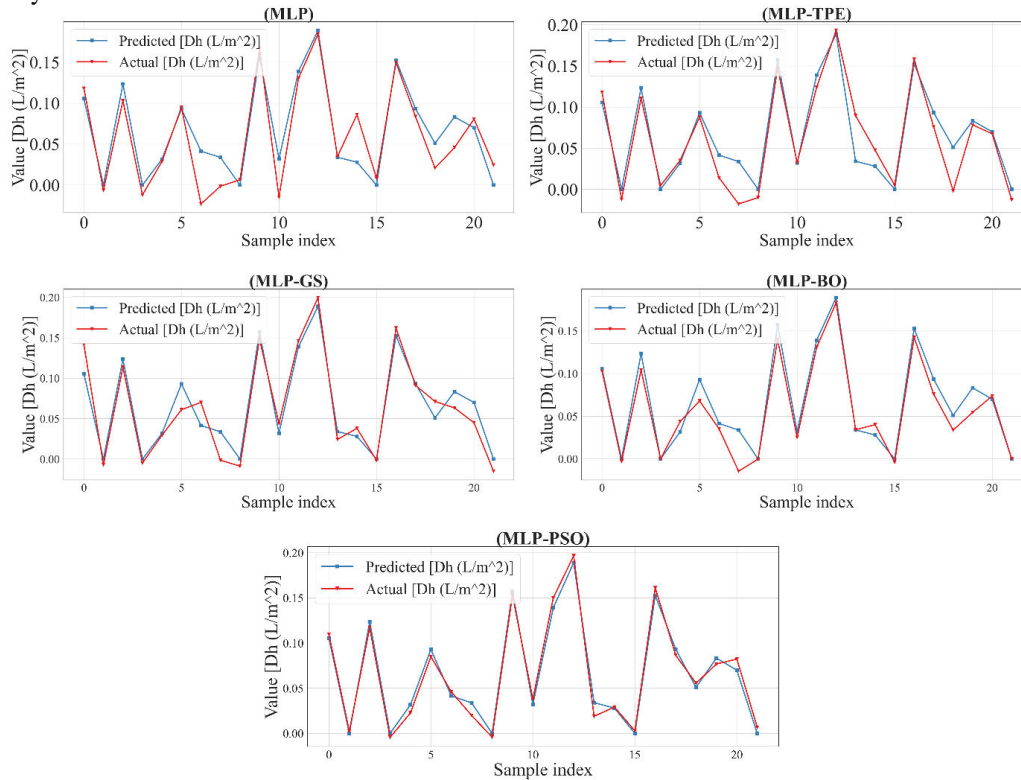 (MLP)
Predicted [Dh (L/m^2)]
Actual [Dh (L/m^2)]
Value [Dh (L/m^2)]
0.15
0.10
0.05
0.00
0 5 10 15 20
Sample index
(MLP-TPE)
Predicted [Dh (L/m^2)]
Actual [Dh (L/m^2)]
Value [Dh (L/m^2)]
0.20
0.15
0.10
0.05
0.00
0 5 10 15 20
Sample index
(MLP-GS)
Predicted [Dh (L/m^2)]
Actual [Dh (L/m^2)]
Value [Dh (L/m^2)]
0.20
0.15
0.10
0.05
0.00
0 5 10 15 20
Sample index
(MLP-BO)
Predicted [Dh (L/m^2)]
Actual [Dh (L/m^2)]
Value [Dh (L/m^2)]
0.15
0.10
0.05
0.00
0 5 10 15 20
Sample index
(MLP-PSO)
Predicted [Dh (L/m^2)]
Actual [Dh (L/m^2)]
Value [Dh (L/m^2)]
0.20
0.15
0.10
0.05
0.00
0 5 10 15 20
Sample index